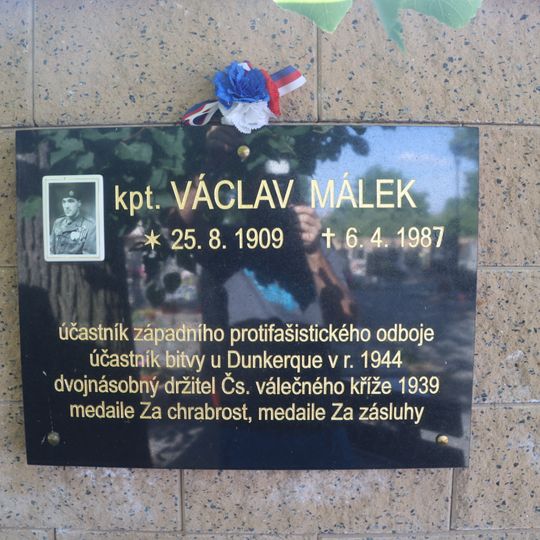 kpt. VÁCLAV MÁLEK
✶ 25. 8. 1909 † 6. 4. 1987
účastník západního protifašistického odboje
účastník bitvy u Dunkerque v r. 1944
dvojnásobný držitel Čs. válečného kříže 1939
medaile Za chrabrost, medaile Za zásluhy